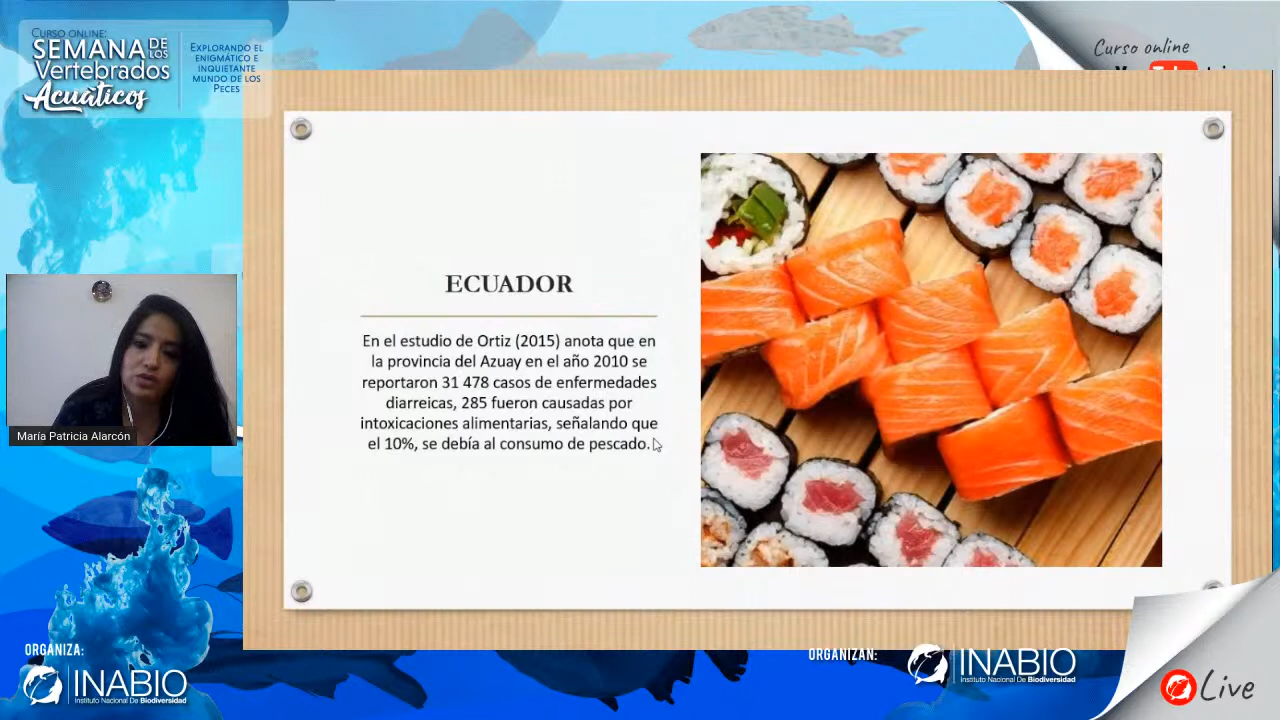 CURSO ONLINE:
SEMANA DE LOS
Vertebrados
Acuáticos
EXPLORANDO EL
ENIGMÁTICO E
INQUIETANTE
MUNDO DE LOS
PECES
Curso online
ECUADOR
En el estudio de Ortiz (2015) anota que en
la provincia del Azuay en el año 2010 se
reportaron 31 478 casos de enfermedades
diarreicas, 285 fueron causadas por
intoxicaciones alimentarias, señalando que
el 10%, se debía al consumo de pescado.
María Patricia Alarcón
ORGANIZA:
INABIO
Instituto Nacional De Biodiversidad
ORGANIZAN:
INABIO
Instituto Nacional De Biodiversidad
Live